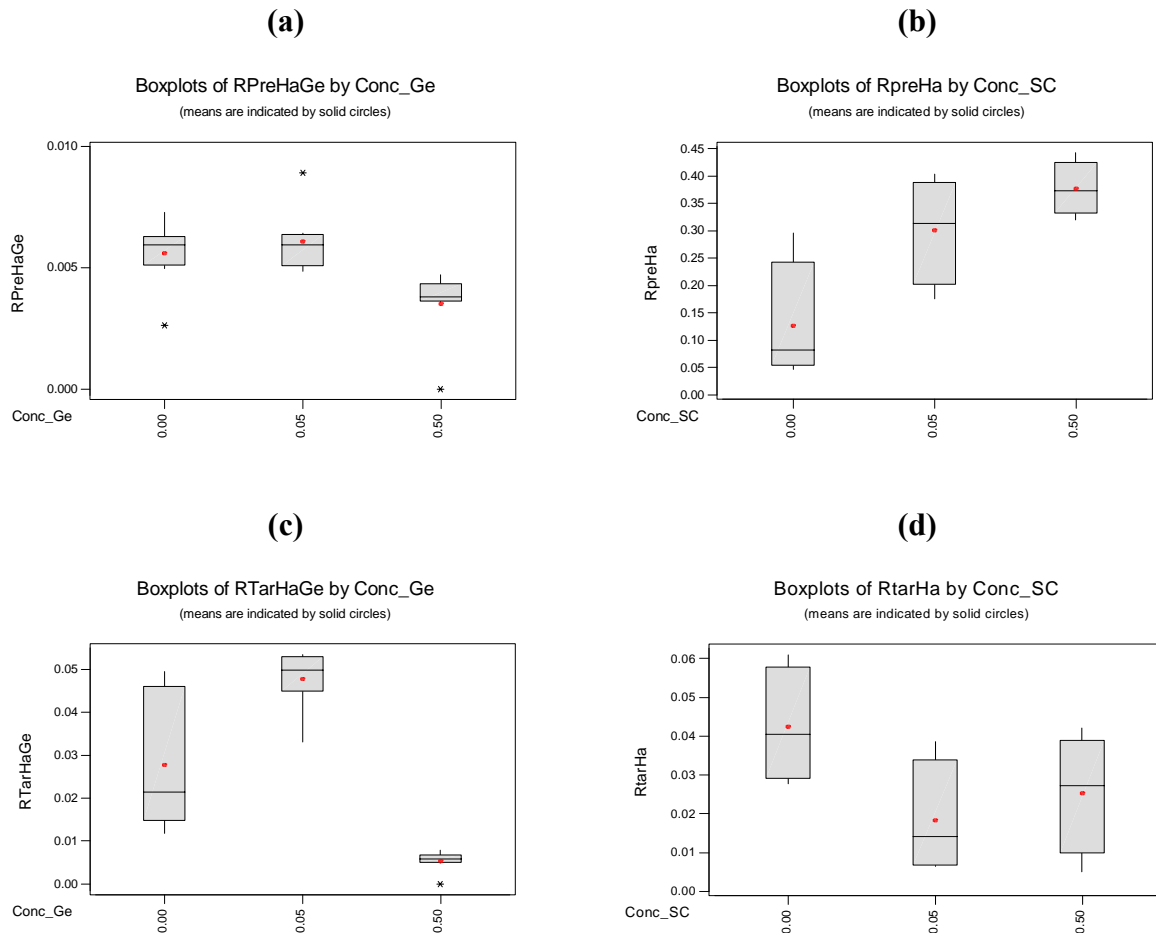 (a)
Boxplots of RPreHaGe by Conc_Ge
(means are indicated by solid circles)
0.010
0.005
0.000
RPreHaGe
Conc_Ge
0.00
0.05
0.50
(b)
Boxplots of RpreHa by Conc_SC
(means are indicated by solid circles)
0.45
0.40
0.35
0.30
0.25
0.20
0.15
0.10
0.05
0.00
RpreHa
Conc_SC
0.00
0.05
0.50
(c)
Boxplots of RTarHaGe by Conc_Ge
(means are indicated by solid circles)
0.05
0.04
0.03
0.02
0.01
0.00
RTarHaGe
Conc_Ge
0.00
0.05
0.50
(d)
Boxplots of RtarHa by Conc_SC
(means are indicated by solid circles)
0.06
0.05
0.04
0.03
0.02
0.01
0.00
RtarHa
Conc_SC
0.00
0.05
0.50